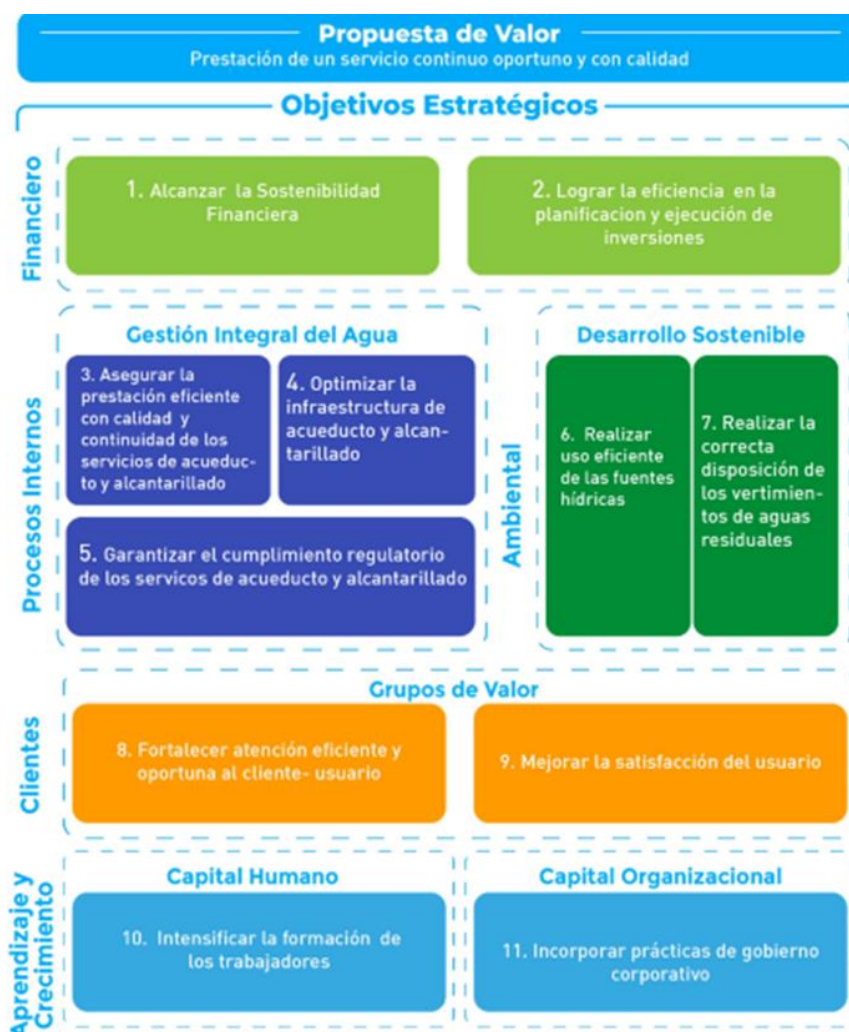 Propuesta de Valor
Prestación de un servicio continuo oportuno y con calidad
Objetivos Estratégicos
Financiero
1. Alcanzar la Sostenibilidad
Financiera
2. Lograr la eficiencia en la
planificacion y ejecución de
inversiones
Procesos Internos
Gestión Integral del Agua
3. Asegurar la
prestación eficiente
con calidad y
continuidad de los
servicios de acueduc-
to y alcantarillado
4. Optimizar la
infraestructura de
acueducto y alcan-
tarillado
5. Garantizar el cumplimiento regulatorio
de los servicos de acueducto y alcantarillado
Ambiental
Desarrollo Sostenible
6. Realizar
uso eficiente
de las fuentes
hídricas
7. Realizar la
correcta
disposición de
los vertimien-
tos de aguas
residuales
Clientes
Grupos de Valor
8. Fortalecer atención eficiente y
oportuna al cliente- usuario
9. Mejorar la satisfacción del usuario
Aprendizaje y
Crecimiento
Capital Humano
10. Intensificar la formación de
los trabajadores
Capital Organizacional
11. Incorporar prácticas de gobierno
corporativo